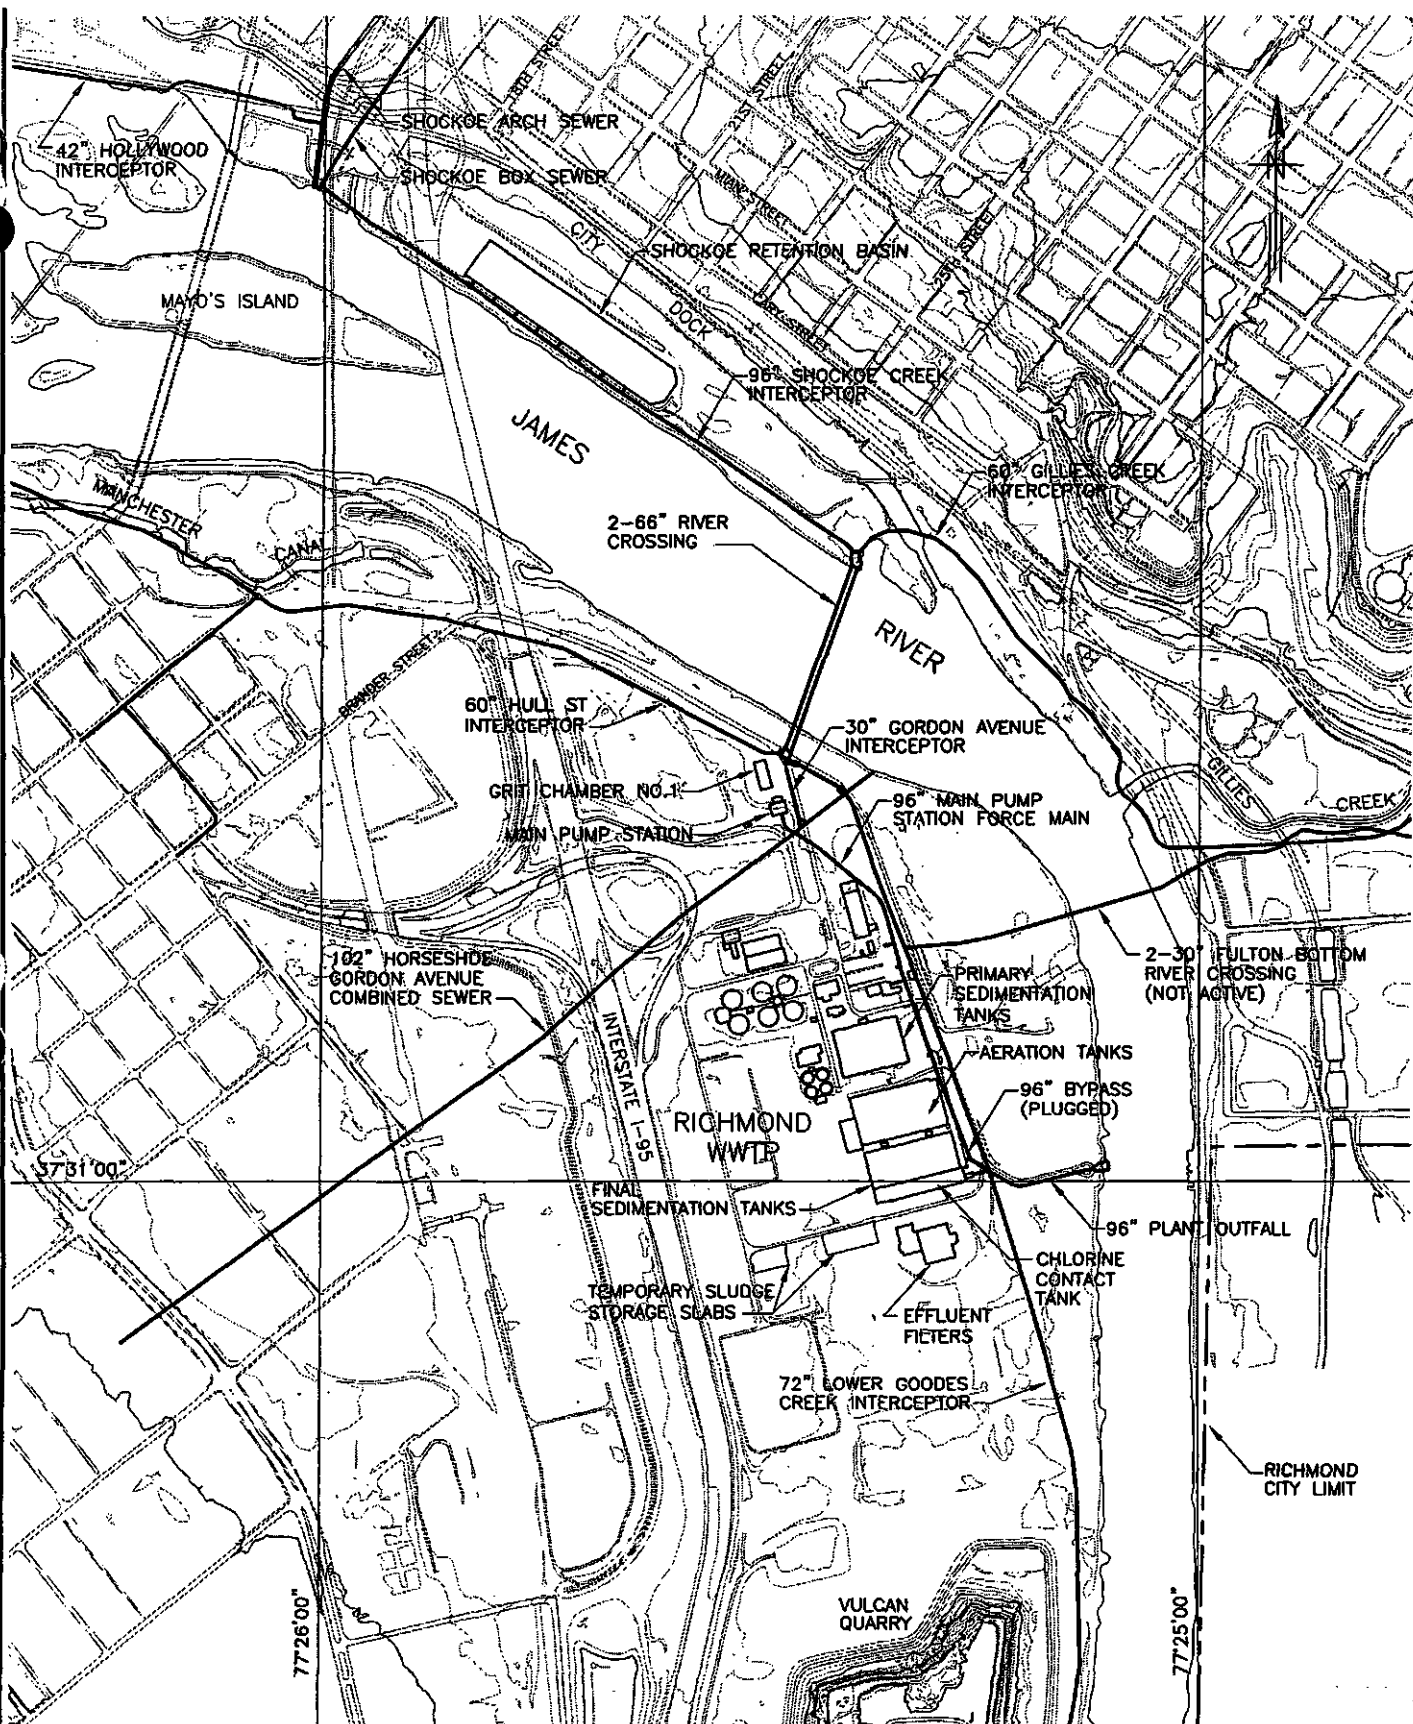 18TH STREET
21ST STREET
SHOCKOE ARCH SEWER
42" HOLLYWOOD
INTERCEPTOR
SHOCKOE BOX SEWER
MAIN STREET
N
25TH STREET
CITY
DOCK
SHOCKOE RETENTION BASIN
MAYO'S ISLAND
CARY STREET
96" SHOCKOE CREEK
INTERCEPTOR
JAMES
RIVER
60" GILLIES CREEK
INTERCEPTOR
MANCHESTER
CANAL
2-66" RIVER
CROSSING
BRANDER STREET
60" HULL ST
INTERCEPTOR
30" GORDON AVENUE
INTERCEPTOR
GRIT CHAMBER NO.1
MAIN PUMP STATION
96" MAIN PUMP
STATION FORCE MAIN
GILLIES
CREEK
102" HORSESHOE
GORDON AVENUE
COMBINED SEWER
PRIMARY
SEDIMENTATION
TANKS
2-30" FULTON BOTTOM
RIVER CROSSING
(NOT ACTIVE)
INTERSTATE I-95
AERATION TANKS
96" BYPASS
(PLUGGED)
RICHMOND
WWTP
37°31'00"
FINAL
SEDIMENTATION TANKS
96" PLANT OUTFALL
CHLORINE
CONTACT
TANK
TEMPORARY SLUDGE
STORAGE SLABS
EFFLUENT
FILTERS
72" LOWER GOODES
CREEK INTERCEPTOR
RICHMOND
CITY LIMIT
VULCAN
QUARRY
77°26'00"
77°25'00"